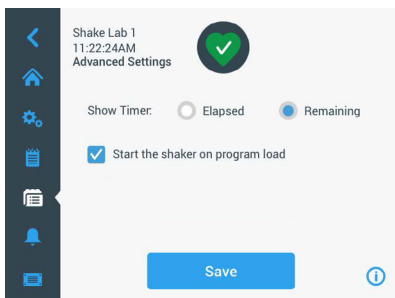 Shake Lab 1
11:22:24AM
Advanced Settings
Show Timer: Elapsed Remaining
Start the shaker on program load
Save